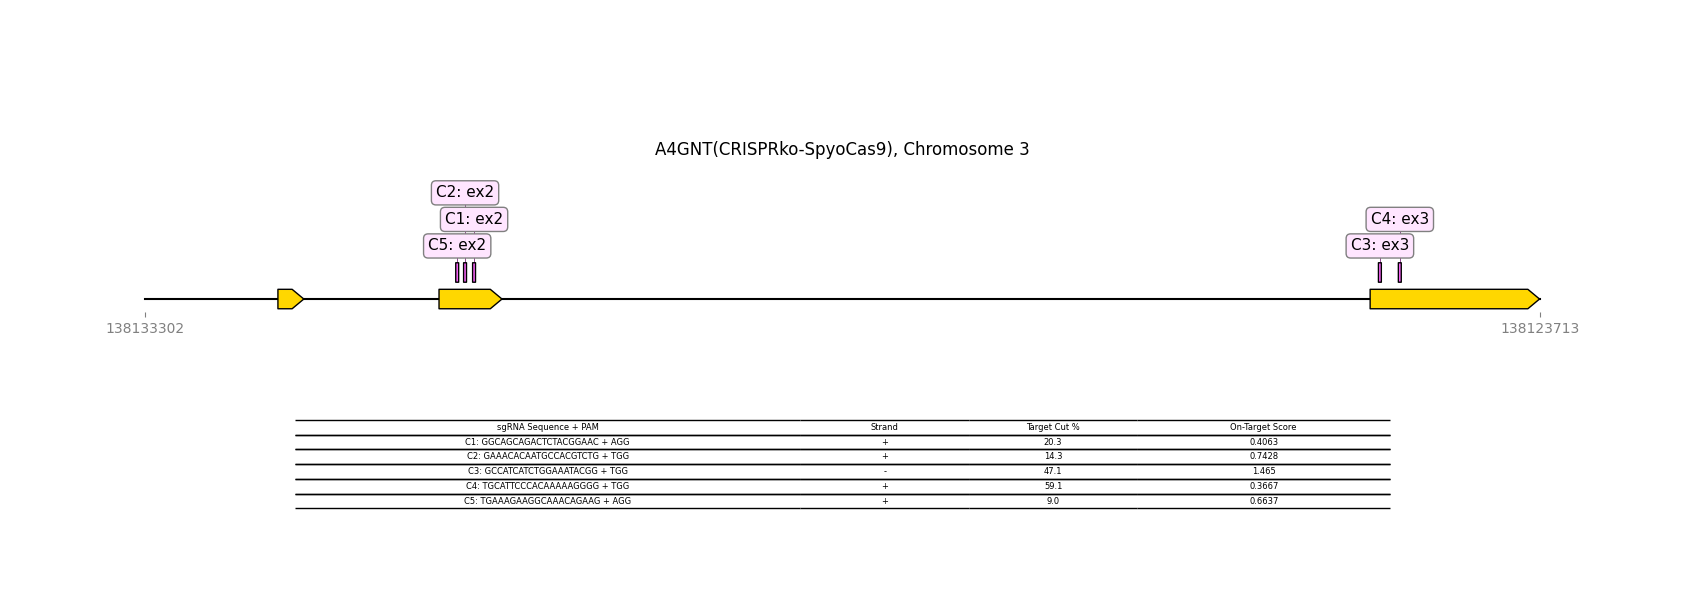 A4GNT(CRISPRko-SpyoCas9), Chromosome 3
C2: ex2
C1: ex2
C4: ex3
C5: ex2
C3: ex3
138133302
138123713
sgRNA Sequence + PAM Strand Target Cut % On-Target Score
C1: GGCAGCAGACTCTACGGAAC + AGG + 20.3 0.4063
C2: GAAACACAATGCCACGTCTG + TGG + 14.3 0.7428
C3: GCCATCATCTGGAAATACGG + TGG - 47.1 1.465
C4: TGCATTCCCACAAAAAGGGG + TGG + 59.1 0.3667
C5: TGAAAGAAGGCAAACAGAAG + AGG + 9.0 0.6637